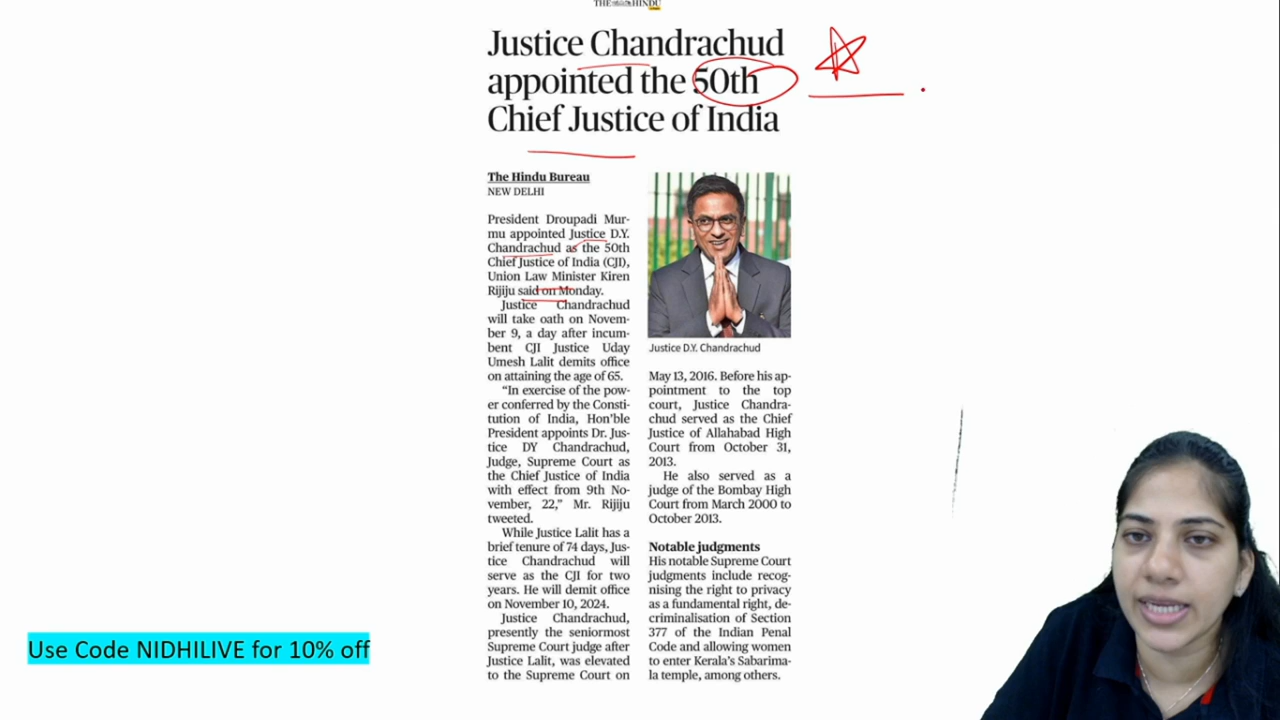 THE HINDU
Justice Chandrachud
appointed the 50th
Chief Justice of India
The Hindu Bureau
NEW DELHI
President Droupadi Mur-
mu appointed Justice D.Y.
Chandrachud as the 50th
Chief Justice of India (CJI),
Union Law Minister Kiren
Rijiju said on Monday.
Justice Chandrachud
will take oath on Novem-
ber 9, a day after incum-
bent CJI Justice Uday
Umesh Lalit demits office
on attaining the age of 65.
“In exercise of the pow-
er conferred by the Consti-
tution of India, Hon’ble
President appoints Dr. Jus-
tice DY Chandrachud,
Judge, Supreme Court as
the Chief Justice of India
with effect from 9th No-
vember, 22,” Mr. Rijiju
tweeted.
While Justice Lalit has a
brief tenure of 74 days, Jus-
tice Chandrachud will
serve as the CJI for two
years. He will demit office
on November 10, 2024.
Justice Chandrachud,
presently the seniormost
Supreme Court judge after
Justice Lalit, was elevated
to the Supreme Court on
Justice D.Y. Chandrachud
May 13, 2016. Before his ap-
pointment to the top
court, Justice Chandra-
chud served as the Chief
Justice of Allahabad High
Court from October 31,
2013.
He also served as a
judge of the Bombay High
Court from March 2000 to
October 2013.
Notable judgments
His notable Supreme Court
judgments include recog-
nising the right to privacy
as a fundamental right, de-
criminalisation of Section
377 of the Indian Penal
Code and allowing women
to enter Kerala’s Sabarima-
la temple, among others.
Use Code NIDHILIVE for 10% off